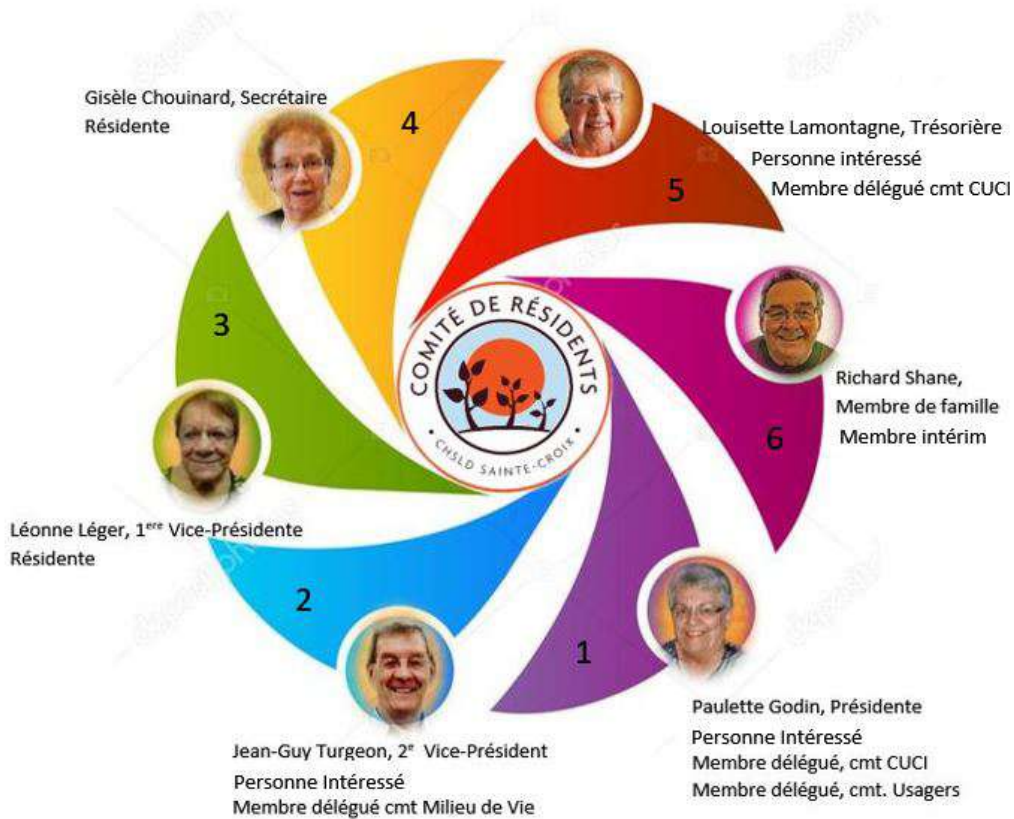 Gisèle Chouinard, Secrétaire
Résidente
4
Louisette Lamontagne, Trésorière
Personne intéressé
Membre délégué cmt CUCI
5
3
COMITÉ DE RÉSIDENTS
• CHSLD SAINTE-CROIX •
Richard Shane,
Membre de famille
Membre intérim
6
Léonne Léger, 1ere Vice-Présidente
Résidente
2
1
Jean-Guy Turgeon, 2e Vice-Président
Personne Intéressé
Membre délégué cmt Milieu de Vie
Paulette Godin, Présidente
Personne Intéressé
Membre délégué, cmt CUCI
Membre délégué, cmt. Usagers